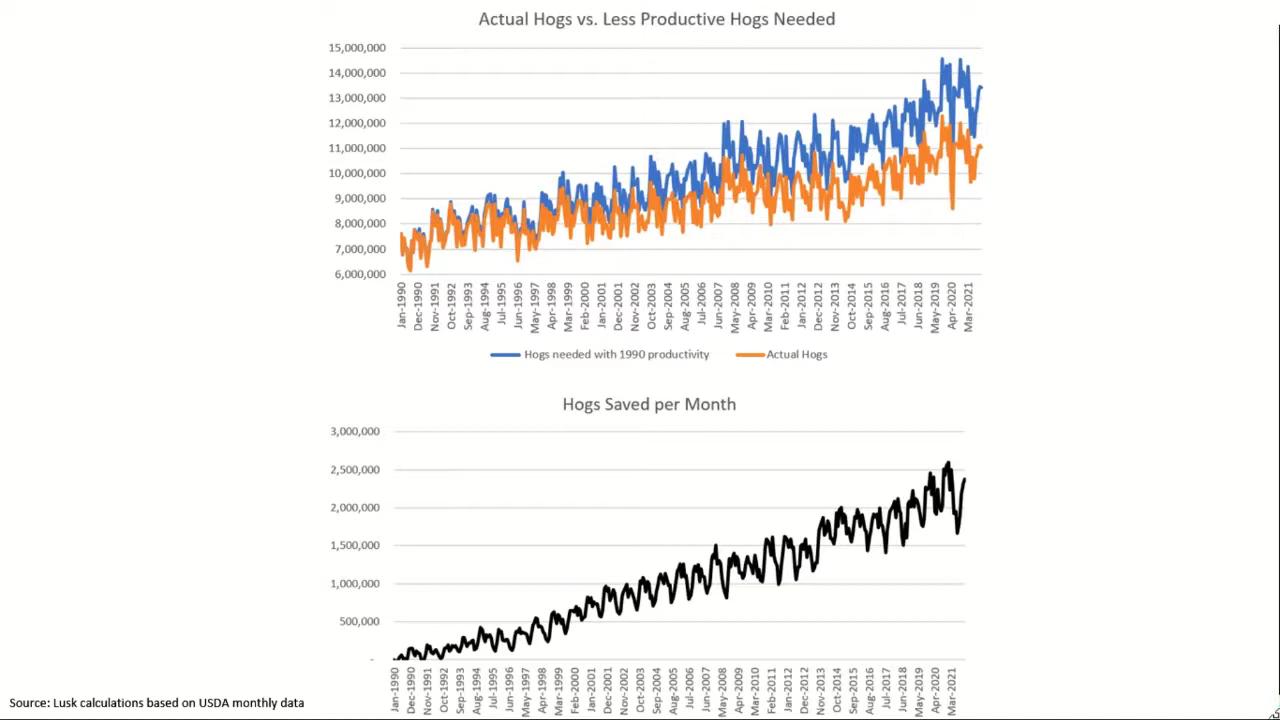 Actual Hogs vs. Less Productive Hogs Needed
15,000,000
14,000,000
13,000,000
12,000,000
11,000,000
10,000,000
9,000,000
8,000,000
7,000,000
6,000,000
Jan-1990
Dec-1990
Nov-1991
Oct-1992
Sep-1993
Aug-1994
Jul-1995
Jun-1996
May-1997
Apr-1998
Mar-1999
Feb-2000
Jan-2001
Dec-2001
Nov-2002
Oct-2003
Sep-2004
Aug-2005
Jul-2006
Jun-2007
May-2008
Apr-2009
Mar-2010
Feb-2011
Jan-2012
Dec-2012
Nov-2013
Oct-2014
Sep-2015
Aug-2016
Jul-2017
Jun-2018
May-2019
Apr-2020
Mar-2021
Hogs needed with 1990 productivity
Actual Hogs
Hogs Saved per Month
3,000,000
2,500,000
2,000,000
1,500,000
1,000,000
500,000
-
Jan-1990
Dec-1990
Nov-1991
Oct-1992
Sep-1993
Aug-1994
Jul-1995
Jun-1996
May-1997
Apr-1998
Mar-1999
Feb-2000
Jan-2001
Dec-2001
Nov-2002
Oct-2003
Sep-2004
Aug-2005
Jul-2006
Jun-2007
May-2008
Apr-2009
Mar-2010
Feb-2011
Jan-2012
Dec-2012
Nov-2013
Oct-2014
Sep-2015
Aug-2016
Jul-2017
Jun-2018
May-2019
Apr-2020
Mar-2021
Source: Lusk calculations based on USDA monthly data